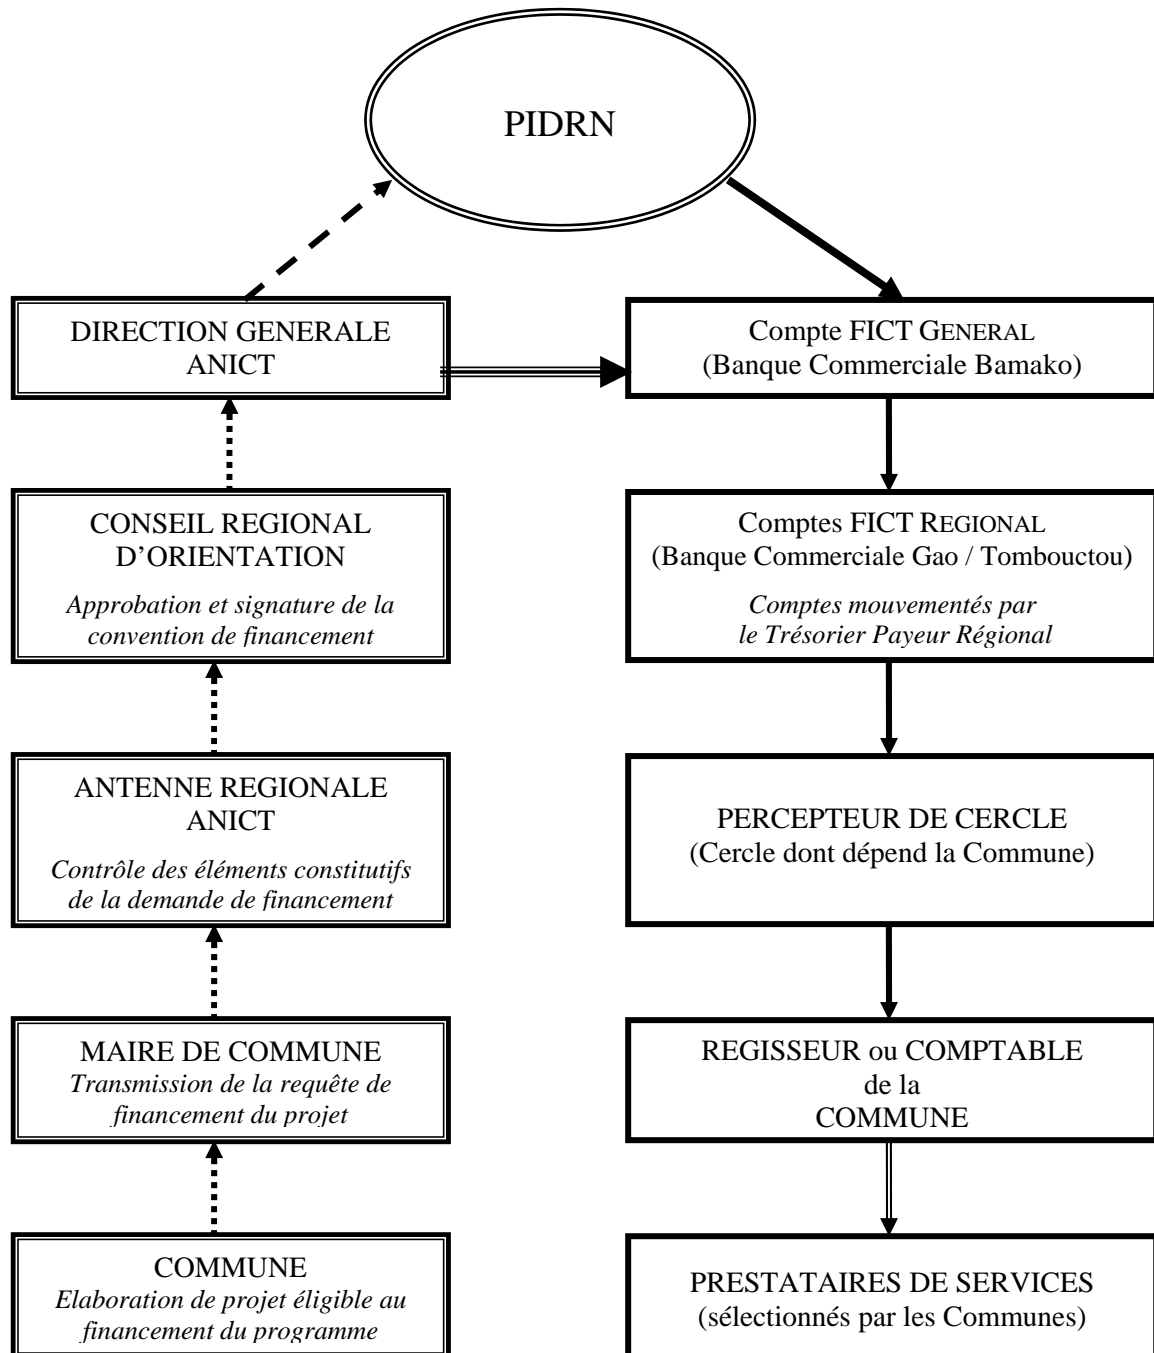 PIDRN
DIRECTION GENERALE
ANICT
Compte FICT GENERAL
(Banque Commerciale Bamako)
CONSEIL REGIONAL
D’ORIENTATION
Approbation et signature de la
convention de financement
Comptes FICT REGIONAL
(Banque Commerciale Gao / Tombouctou)
Comptes mouvementés par
le Trésorier Payeur Régional
ANTENNE REGIONALE
ANICT
Contrôle des éléments constitutifs
de la demande de financement
PERCEPTEUR DE CERCLE
(Cercle dont dépend la Commune)
MAIRE DE COMMUNE
Transmission de la requête de
financement du projet
REGISSEUR ou COMPTABLE
de la
COMMUNE
COMMUNE
Elaboration de projet éligible au
financement du programme
PRESTATAIRES DE SERVICES
(sélectionnés par les Communes)